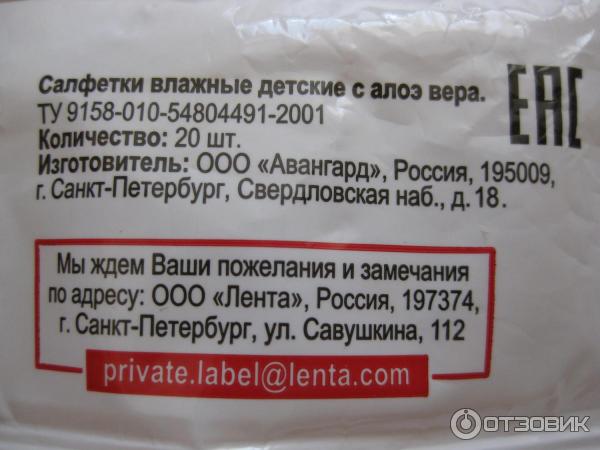 Салфетки влажные детские с алоэ вера.
ТУ 9158-010-54804491-2001
Количество: 20 шт.
Изготовитель: ООО «Авангард», Россия, 195009,
г. Санкт-Петербург, Свердловская наб., д.18.
EAC
Мы ждем Ваши пожелания и замечания
по адресу: ООО «Лента», Россия, 197374,
г. Санкт-Петербург, ул. Савушкина, 112
private.label@lenta.com
ОТЗОВИК